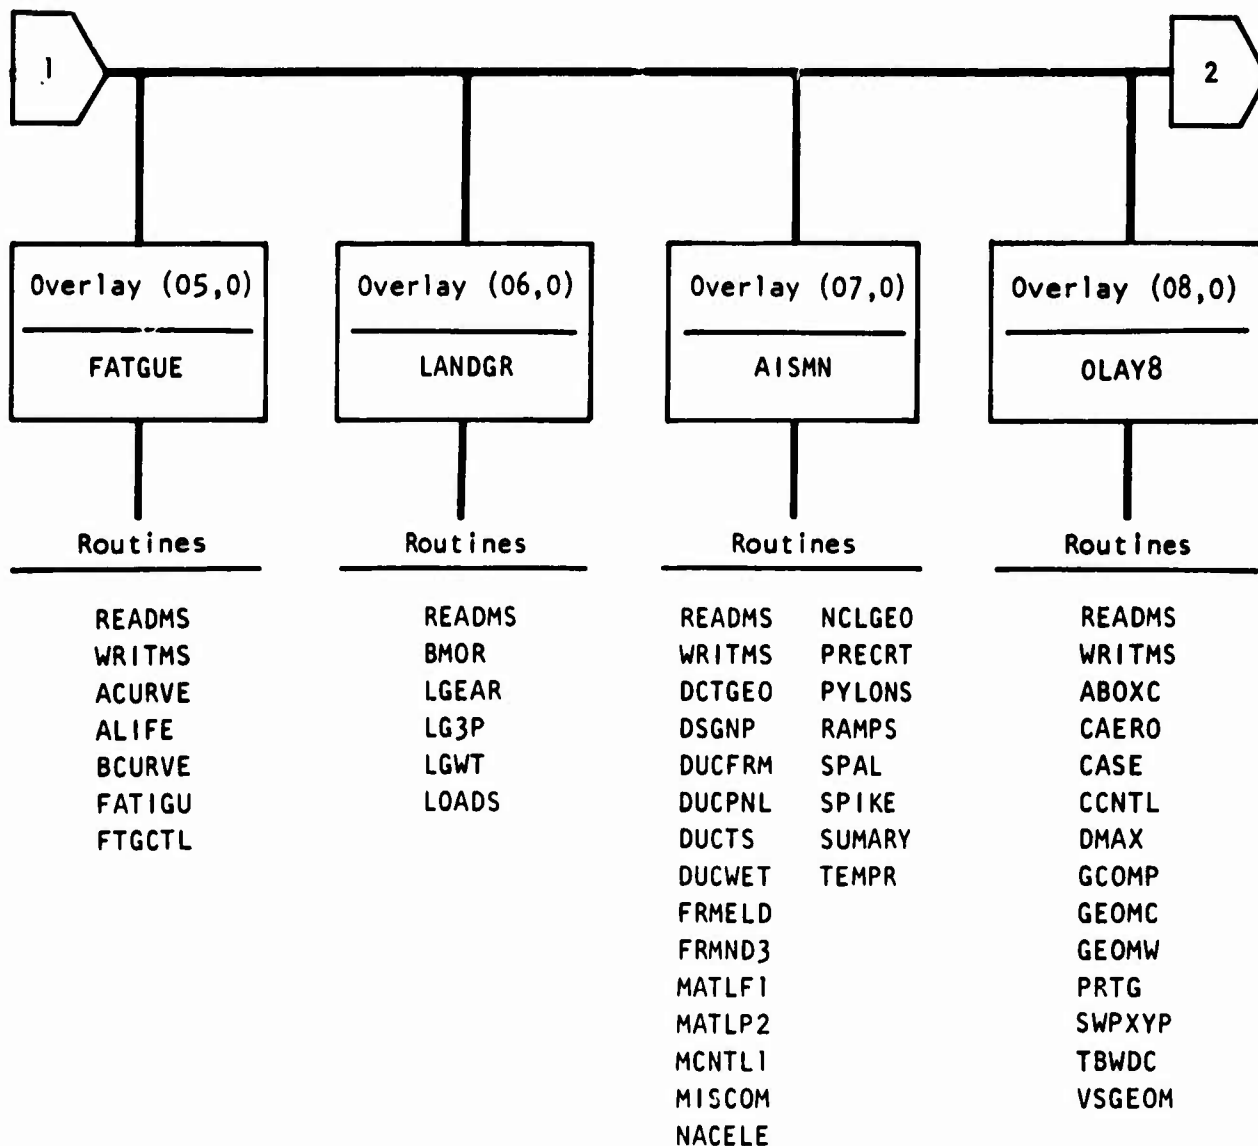 1
2
Overlay (05,0)
FATGUE
Routines
READMS
WRITMS
ACURVE
ALIFE
BCURVE
FATIGU
FTGCTL
Overlay (06,0)
LANDGR
Routines
READMS
BMOR
LGEAR
LG3P
LGWT
LOADS
Overlay (07,0)
AISMN
Routines
READMS
WRITMS
DCTGEO
DSGNP
DUCFRM
DUCPNL
DUCTS
DUCWET
FRMELD
FRMND3
MATLF1
MATLP2
MCNTL1
MISCOM
NACELE
NCLGEO
PRECRT
PYLONS
RAMPS
SPAL
SPIKE
SUMARY
TEMPR
Overlay (08,0)
OLAY8
Routines
READMS
WRITMS
ABOXC
CAERO
CASE
CCNTL
DMAX
GCOMP
GEOMC
GEOMW
PRTG
SWPXYP
TBWDC
VSGEOM